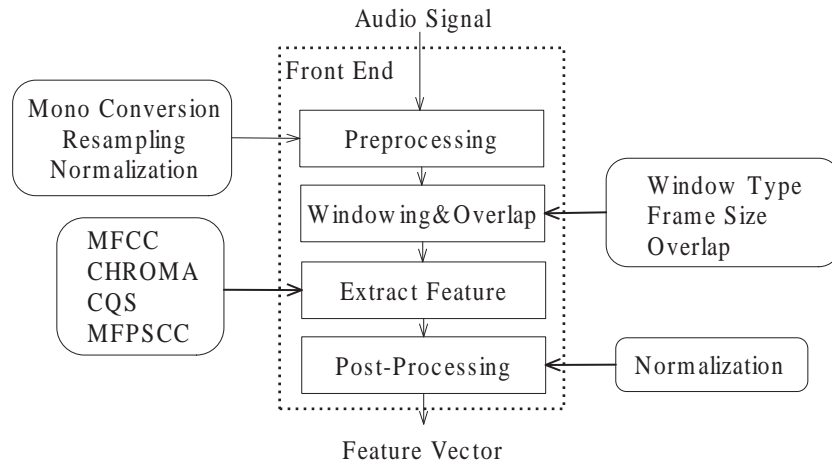 Audio Signal
Front End
Mono Conversion
Resampling
Normalization
Preprocessing
Windowing&Overlap
Window Type
Frame Size
Overlap
MFCC
CHROMA
CQS
MFPSCC
Extract Feature
Post-Processing
Normalization
Feature Vector